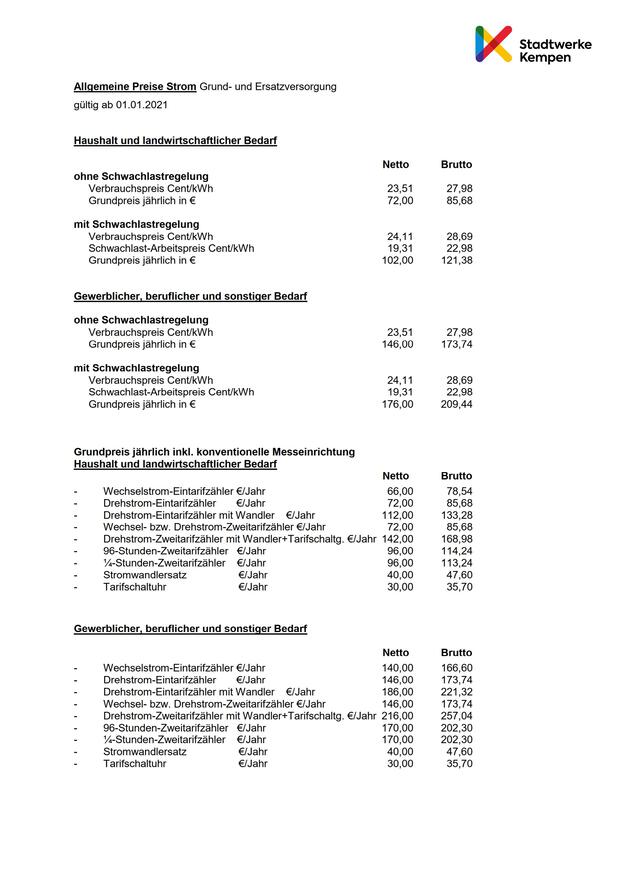 Stadtwerke
Kempen
Allgemeine Preise Strom Grund- und Ersatzversorgung
gültig ab 01.01.2021
Haushalt und landwirtschaftlicher Bedarf
Netto Brutto
ohne Schwachlastregelung
Verbrauchspreis Cent/kWh 23,51 27,98
Grundpreis jährlich in € 72,00 85,68
mit Schwachlastregelung
Verbrauchspreis Cent/kWh 24,11 28,69
Schwachlast-Arbeitspreis Cent/kWh 19,31 22,98
Grundpreis jährlich in € 102,00 121,38
Gewerblicher, beruflicher und sonstiger Bedarf
ohne Schwachlastregelung
Verbrauchspreis Cent/kWh 23,51 27,98
Grundpreis jährlich in € 146,00 173,74
mit Schwachlastregelung
Verbrauchspreis Cent/kWh 24,11 28,69
Schwachlast-Arbeitspreis Cent/kWh 19,31 22,98
Grundpreis jährlich in € 176,00 209,44
Grundpreis jährlich inkl. konventionelle Messeinrichtung
Haushalt und landwirtschaftlicher Bedarf
Netto Brutto
- Wechselstrom-Eintarifzähler €/Jahr 66,00 78,54
- Drehstrom-Eintarifzähler €/Jahr 72,00 85,68
- Drehstrom-Eintarifzähler mit Wandler €/Jahr 112,00 133,28
- Wechsel- bzw. Drehstrom-Zweitarifzähler €/Jahr 72,00 85,68
- Drehstrom-Zweitarifzähler mit Wandler+Tarifschaltg. €/Jahr 142,00 168,98
- 96-Stunden-Zweitarifzähler €/Jahr 96,00 114,24
- ¼-Stunden-Zweitarifzähler €/Jahr 96,00 113,24
- Stromwandlersatz €/Jahr 40,00 47,60
- Tarifschaltuhr €/Jahr 30,00 35,70
Gewerblicher, beruflicher und sonstiger Bedarf
Netto Brutto
- Wechselstrom-Eintarifzähler €/Jahr 140,00 166,60
- Drehstrom-Eintarifzähler €/Jahr 146,00 173,74
- Drehstrom-Eintarifzähler mit Wandler €/Jahr 186,00 221,32
- Wechsel- bzw. Drehstrom-Zweitarifzähler €/Jahr 146,00 173,74
- Drehstrom-Zweitarifzähler mit Wandler+Tarifschaltg. €/Jahr 216,00 257,04
- 96-Stunden-Zweitarifzähler €/Jahr 170,00 202,30
- ¼-Stunden-Zweitarifzähler €/Jahr 170,00 202,30
- Stromwandlersatz €/Jahr 40,00 47,60
- Tarifschaltuhr €/Jahr 30,00 35,70